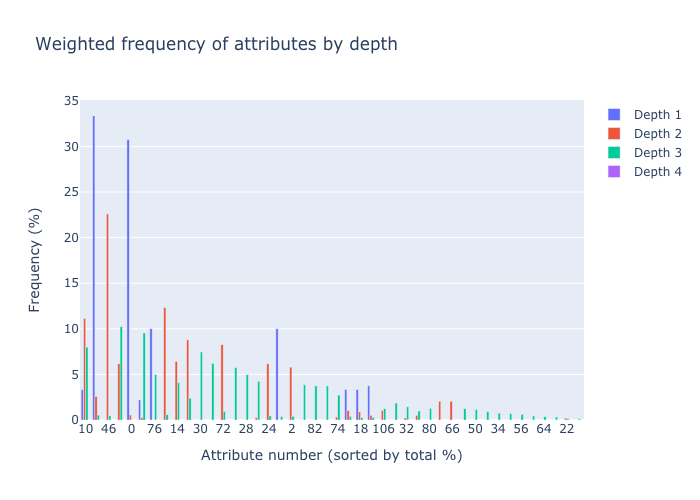 Weighted frequency of attributes by depth
35
30
25
20
15
10
5
0
Frequency (%)
Depth 1
Depth 2
Depth 3
Depth 4
10 46 0 76 14 30 72 28 24 2 82 74 18 106 32 80 66 50 34 56 64 22
Attribute number (sorted by total %)